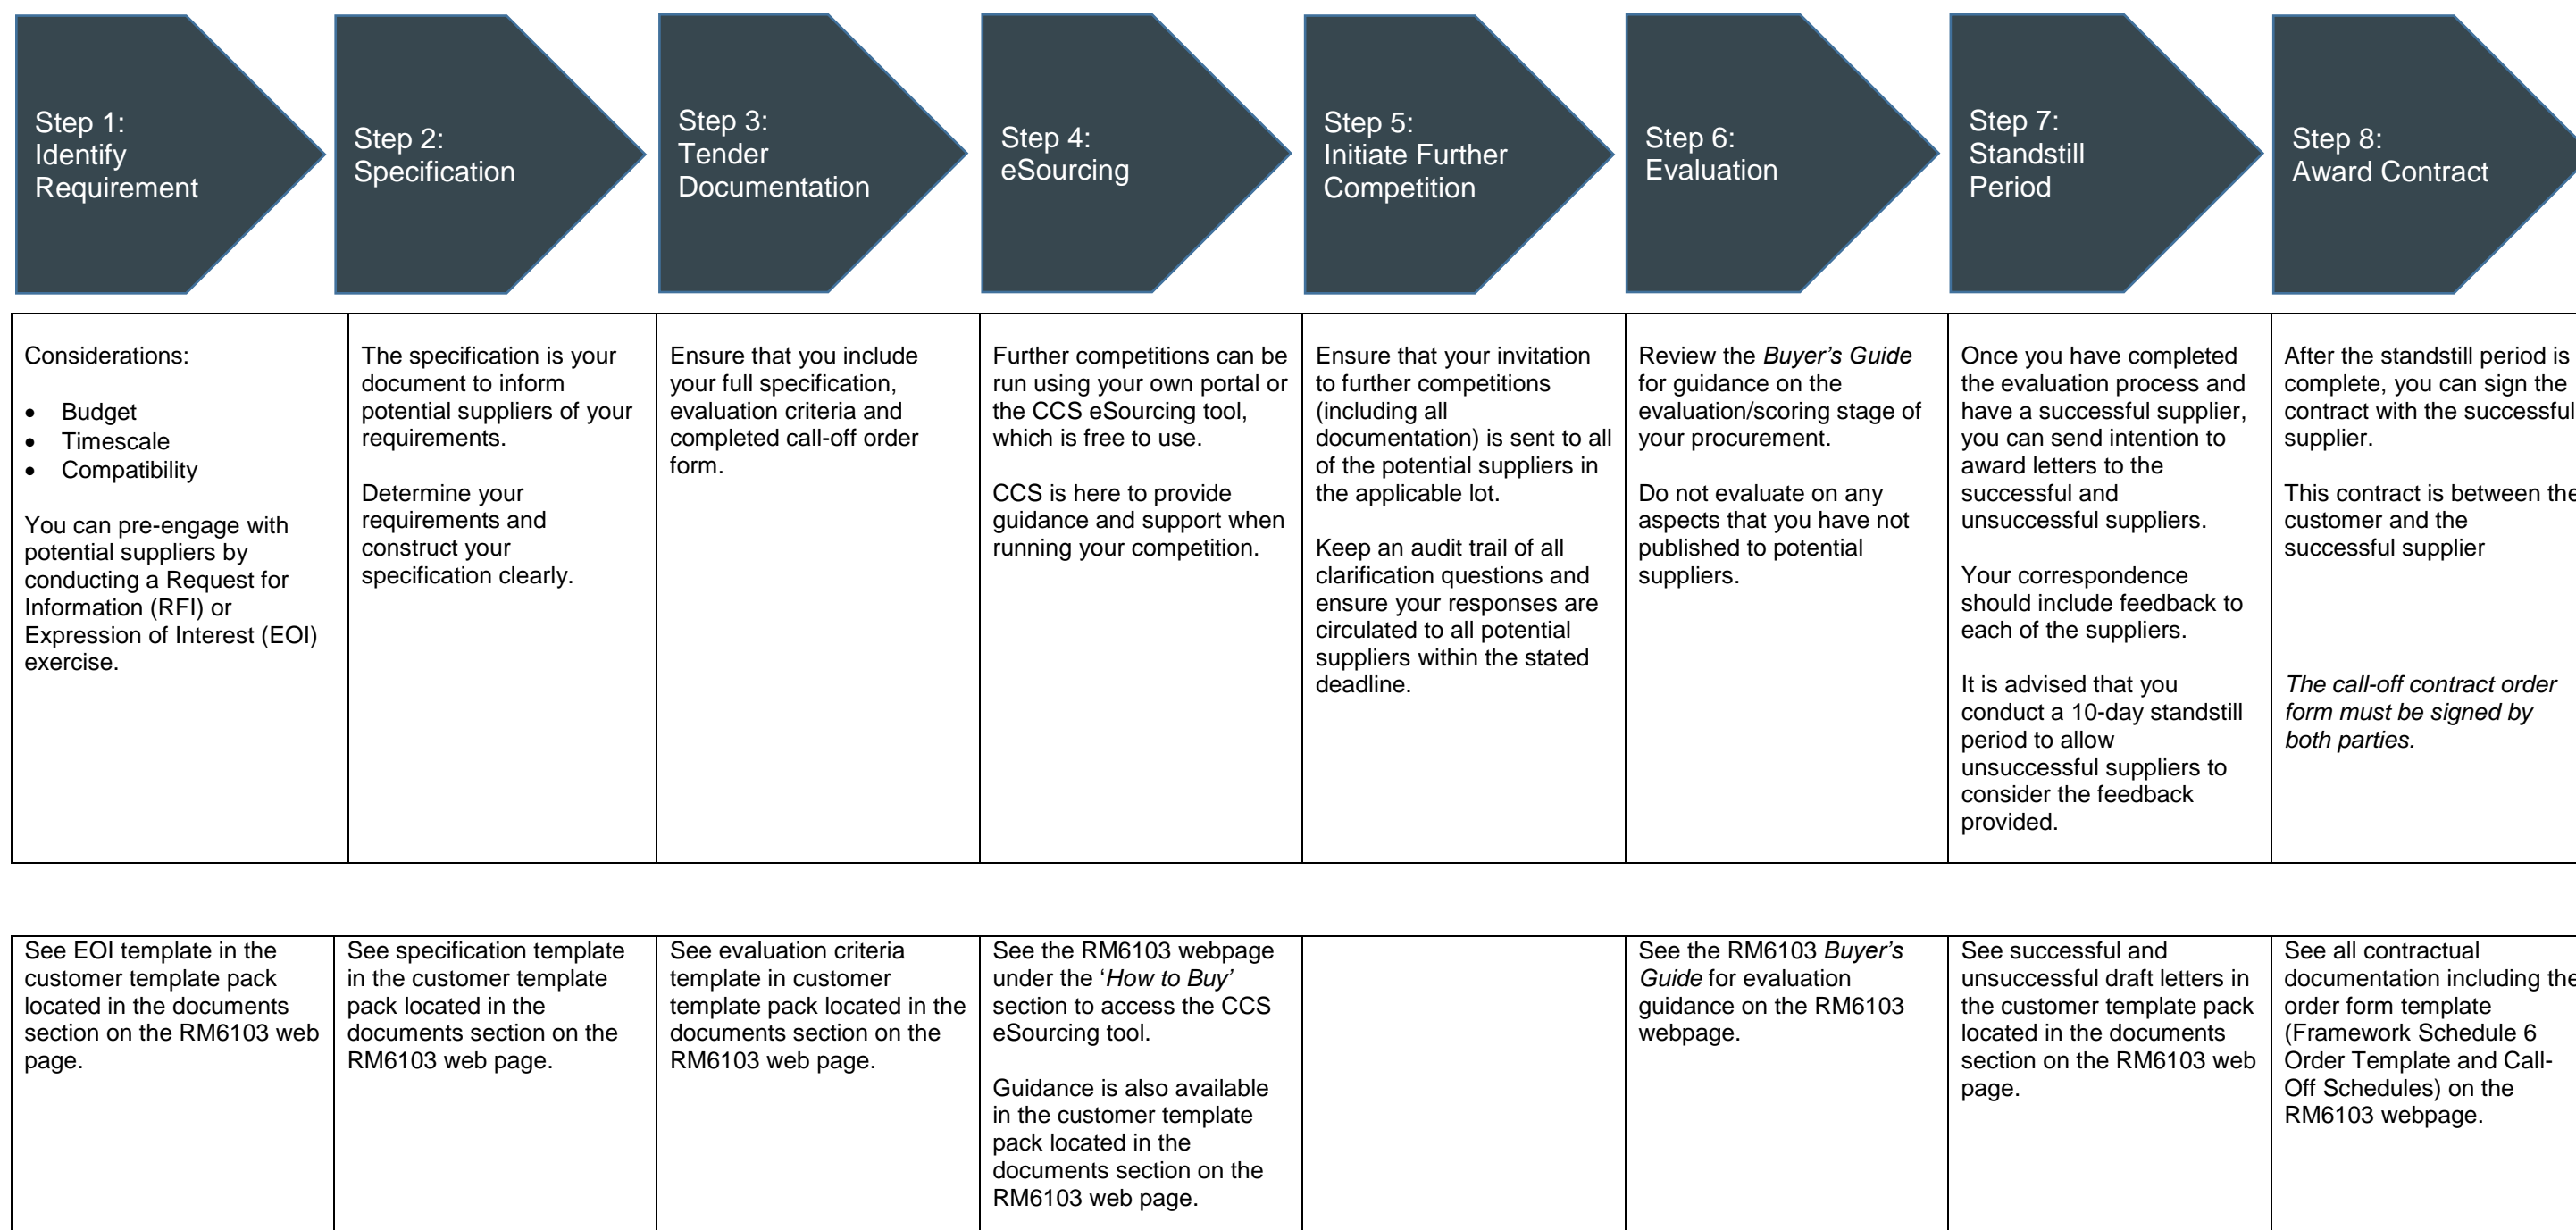 Step 1:
Identify
Requirement
Step 2:
Specification
Step 3:
Tender
Documentation
Step 4:
eSourcing
Step 5:
Initiate Further
Competition
Step 6:
Evaluation
Step 7:
Standstill
Period
Step 8:
Award Contract
Considerations:
• Budget
• Timescale
• Compatibility
You can pre-engage with
potential suppliers by
conducting a Request for
Information (RFI) or
Expression of Interest (EOI)
exercise.
The specification is your
document to inform
potential suppliers of your
requirements.
Determine your
requirements and
construct your
specification clearly.
Ensure that you include
your full specification,
evaluation criteria and
completed call-off order
form.
Further competitions can be
run using your own portal or
the CCS eSourcing tool,
which is free to use.
CCS is here to provide
guidance and support when
running your competition.
Ensure that your invitation
to further competitions
(including all
documentation) is sent to all
of the potential suppliers in
the applicable lot.
Keep an audit trail of all
clarification questions and
ensure your responses are
circulated to all potential
suppliers within the stated
deadline.
Review the Buyer’s Guide
for guidance on the
evaluation/scoring stage of
your procurement.
Do not evaluate on any
aspects that you have not
published to potential
suppliers.
Once you have completed
the evaluation process and
have a successful supplier,
you can send intention to
award letters to the
successful and
unsuccessful suppliers.
Your correspondence
should include feedback to
each of the suppliers.
It is advised that you
conduct a 10-day standstill
period to allow
unsuccessful suppliers to
consider the feedback
provided.
After the standstill period is
complete, you can sign the
contract with the successful
supplier.
This contract is between the
customer and the
successful supplier
The call-off contract order
form must be signed by
both parties.
See EOI template in the
customer template pack
located in the documents
section on the RM6103 web
page.
See specification template
in the customer template
pack located in the
documents section on the
RM6103 web page.
See evaluation criteria
template in customer
template pack located in the
documents section on the
RM6103 web page.
See the RM6103 webpage
under the ‘How to Buy’
section to access the CCS
eSourcing tool.
Guidance is also available
in the customer template
pack located in the
documents section on the
RM6103 web page.
See the RM6103 Buyer’s
Guide for evaluation
guidance on the RM6103
webpage.
See successful and
unsuccessful draft letters in
the customer template pack
located in the documents
section on the RM6103 web
page.
See all contractual
documentation including the
order form template
(Framework Schedule 6
Order Template and Call-
Off Schedules) on the
RM6103 webpage.